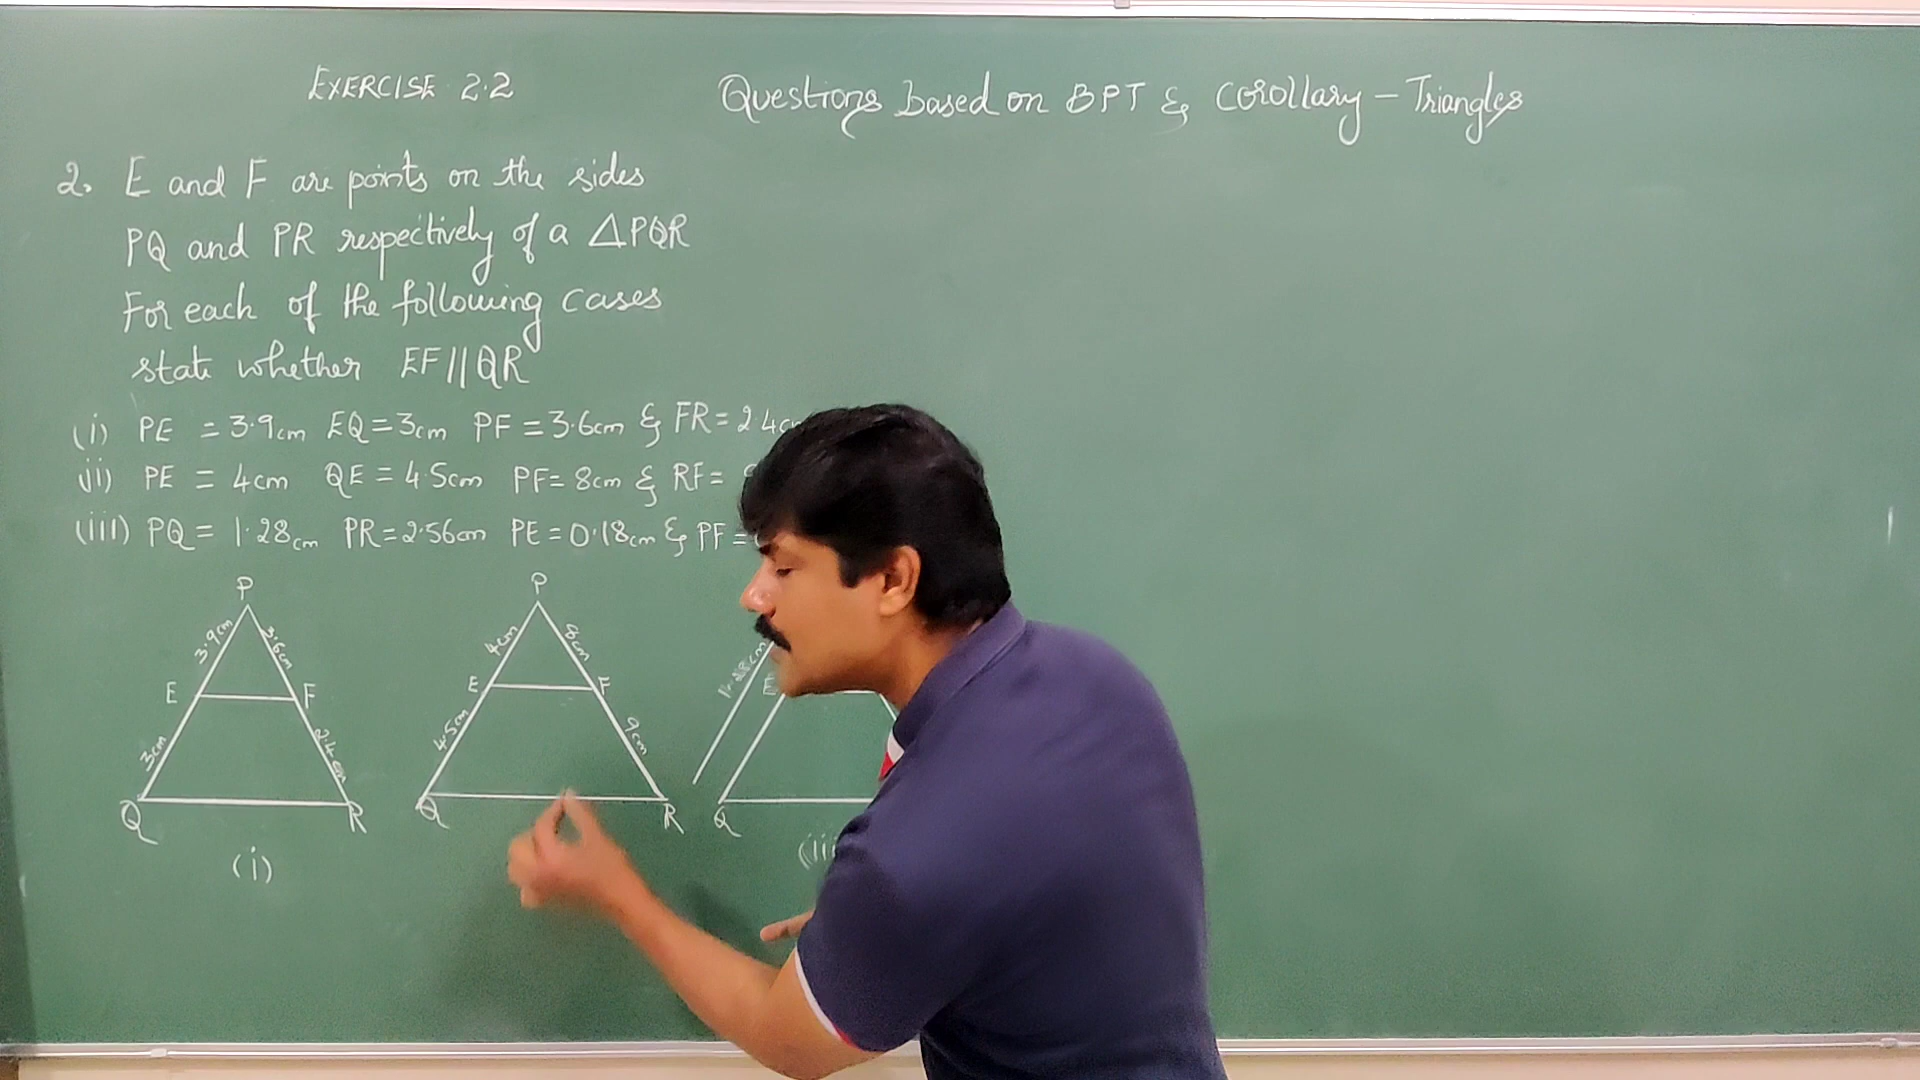 EXERCISE 2.2
Questions based on BPT & Corollary – Triangles
2. E and F are points on the sides
PQ and PR respectively of a △PQR
For each of the following cases
state whether EF||QR
(i) PE = 3.9cm EQ = 3cm PF = 3.6cm & FR = 2.4cm
(ii) PE = 4cm QE = 4.5cm PF = 8cm & RF =
(iii) PQ = 1.28cm PR = 2.56cm PE = 0.18cm & PF =
P
3.9cm 3.6cm
E F
3cm 2.4cm
Q R
(i)
P
4cm 8cm
E F
4.5cm 9cm
Q R
E
Q